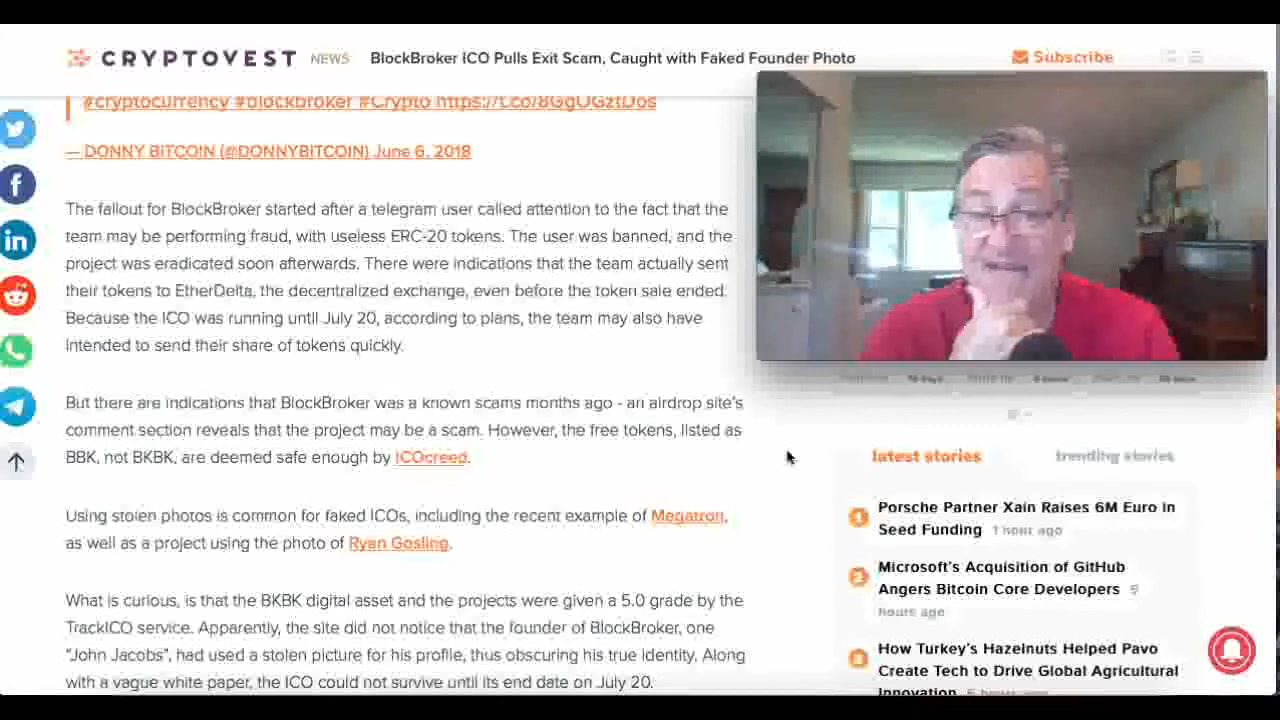 CRYPTOVEST NEWS BlockBroker ICO Pulls Exit Scam, Caught with Faked Founder Photo Subscribe
#cryptocurrency #blockbroker #Crypto https://t.co/8GgOGztDos
— DONNY BiTCOiN (@DONNYBITCOIN) June 6, 2018
The fallout for BlockBroker started after a telegram user called attention to the fact that the
team may be performing fraud, with useless ERC-20 tokens. The user was banned, and the
project was eradicated soon afterwards. There were indications that the team actually sent
their tokens to EtherDelta, the decentralized exchange, even before the token sale ended.
Because the ICO was running until July 20, according to plans, the team may also have
intended to send their share of tokens quickly.
But there are indications that BlockBroker was a known scams months ago - an airdrop site's
comment section reveals that the project may be a scam. However, the free tokens, listed as
BBK, not BKBK, are deemed safe enough by ICOcreed.
Using stolen photos is common for faked ICOs, including the recent example of Megatron,
as well as a project using the photo of Ryan Gosling.
What is curious, is that the BKBK digital asset and the projects were given a 5.0 grade by the
TrackICO service. Apparently, the site did not notice that the founder of BlockBroker, one
"John Jacobs", had used a stolen picture for his profile, thus obscuring his true identity. Along
with a vague white paper, the ICO could not survive until its end date on July 20.
latest stories trending stories
1 Porsche Partner Xain Raises 6M Euro in
Seed Funding 1 hour ago
2 Microsoft's Acquisition of GitHub
Angers Bitcoin Core Developers
hours ago
3 How Turkey's Hazelnuts Helped Pavo
Create Tech to Drive Global Agricultural
Innovation 5 hours ago